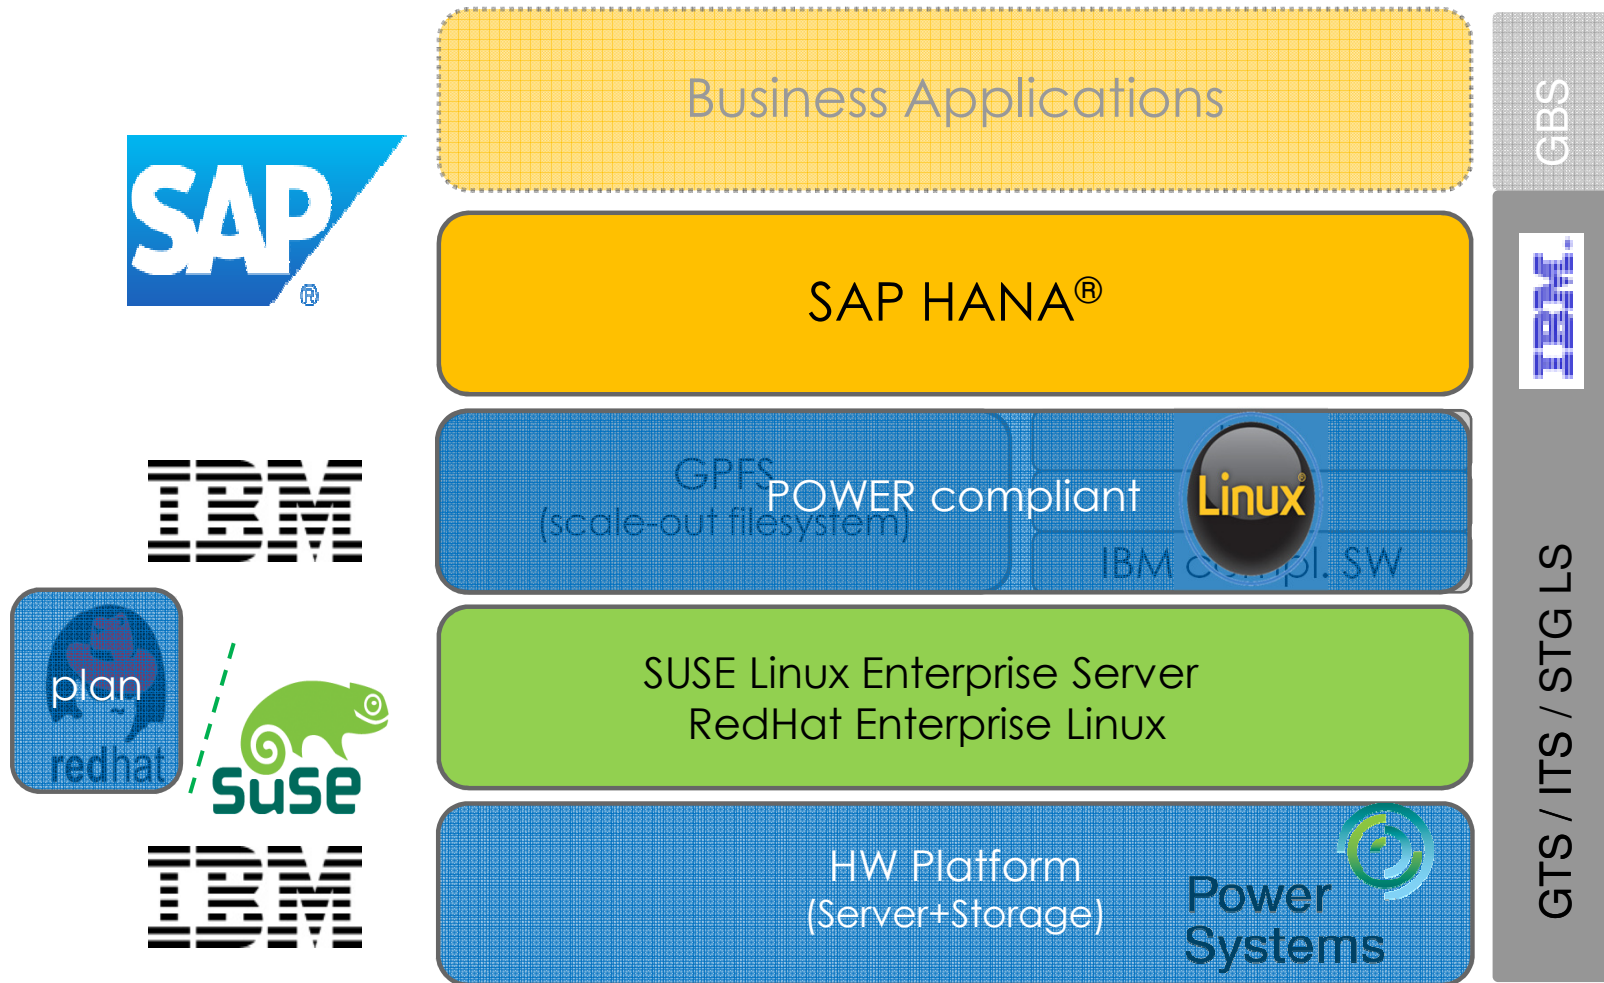 Business Applications
GBS
SAP
®
SAP HANA®
IBM
IBM
GPFS
(scale-out filesystem)
POWER compliant
Linux
IBM compl. SW
plan
redhat
SUSE
SUSE Linux Enterprise Server
RedHat Enterprise Linux
GTS / ITS / STG LS
IBM
HW Platform
(Server+Storage)
Power
Systems